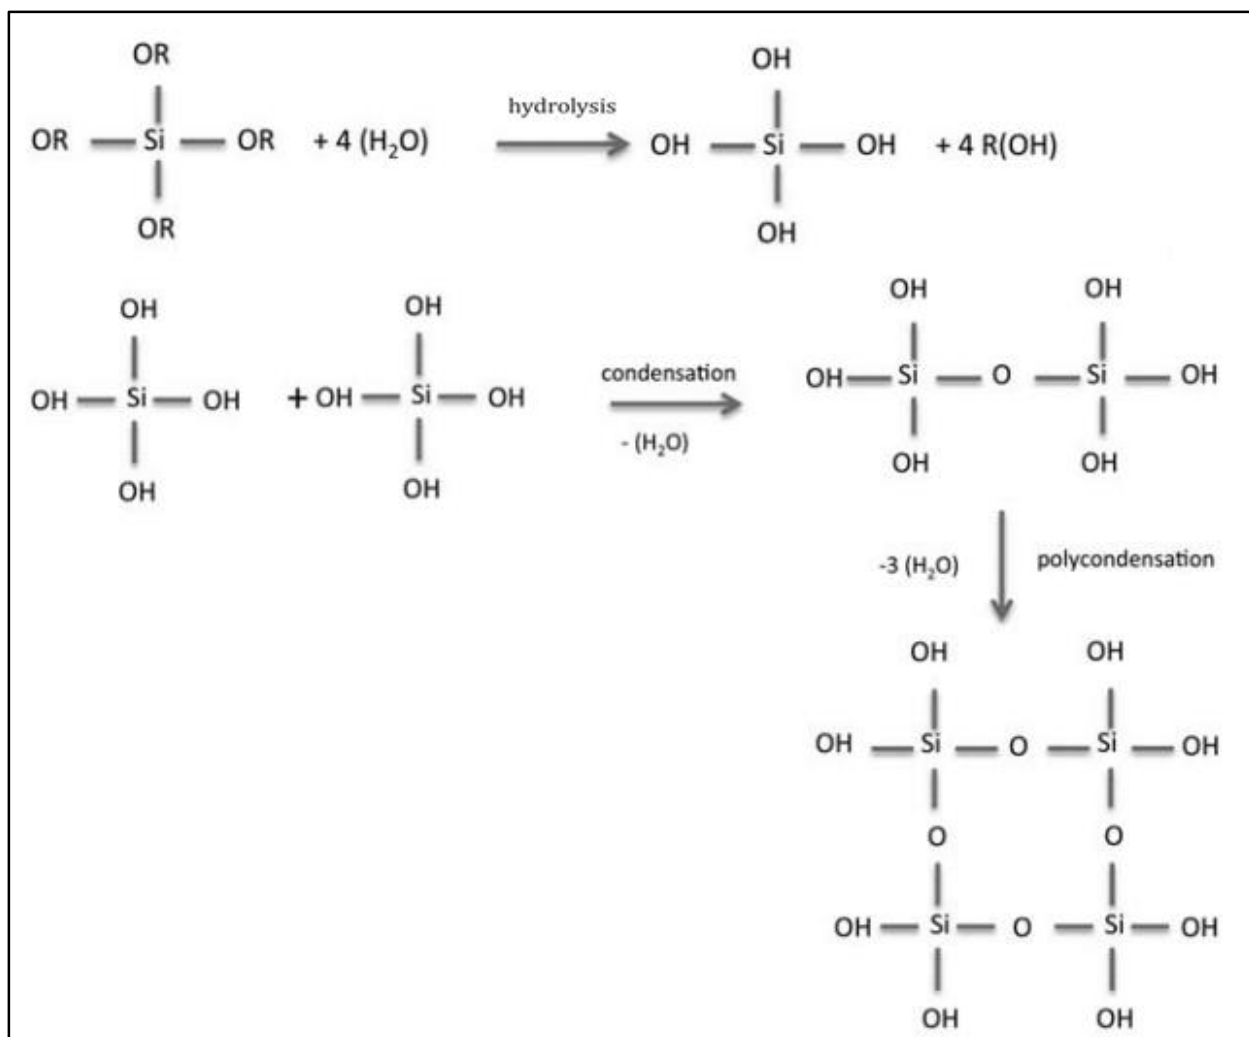 OR
hydrolysis
OR Si OR + 4 (H₂O)
OR
OH
OH Si OH + 4 R(OH)
OH
OH
OH Si OH
OH
+
OH
OH Si OH
OH
condensation
- (H₂O)
OH OH
OH Si O Si OH
OH OH
-3 (H₂O) polycondensation
OH OH
OH Si O Si OH
O O
OH Si O Si OH
OH OH